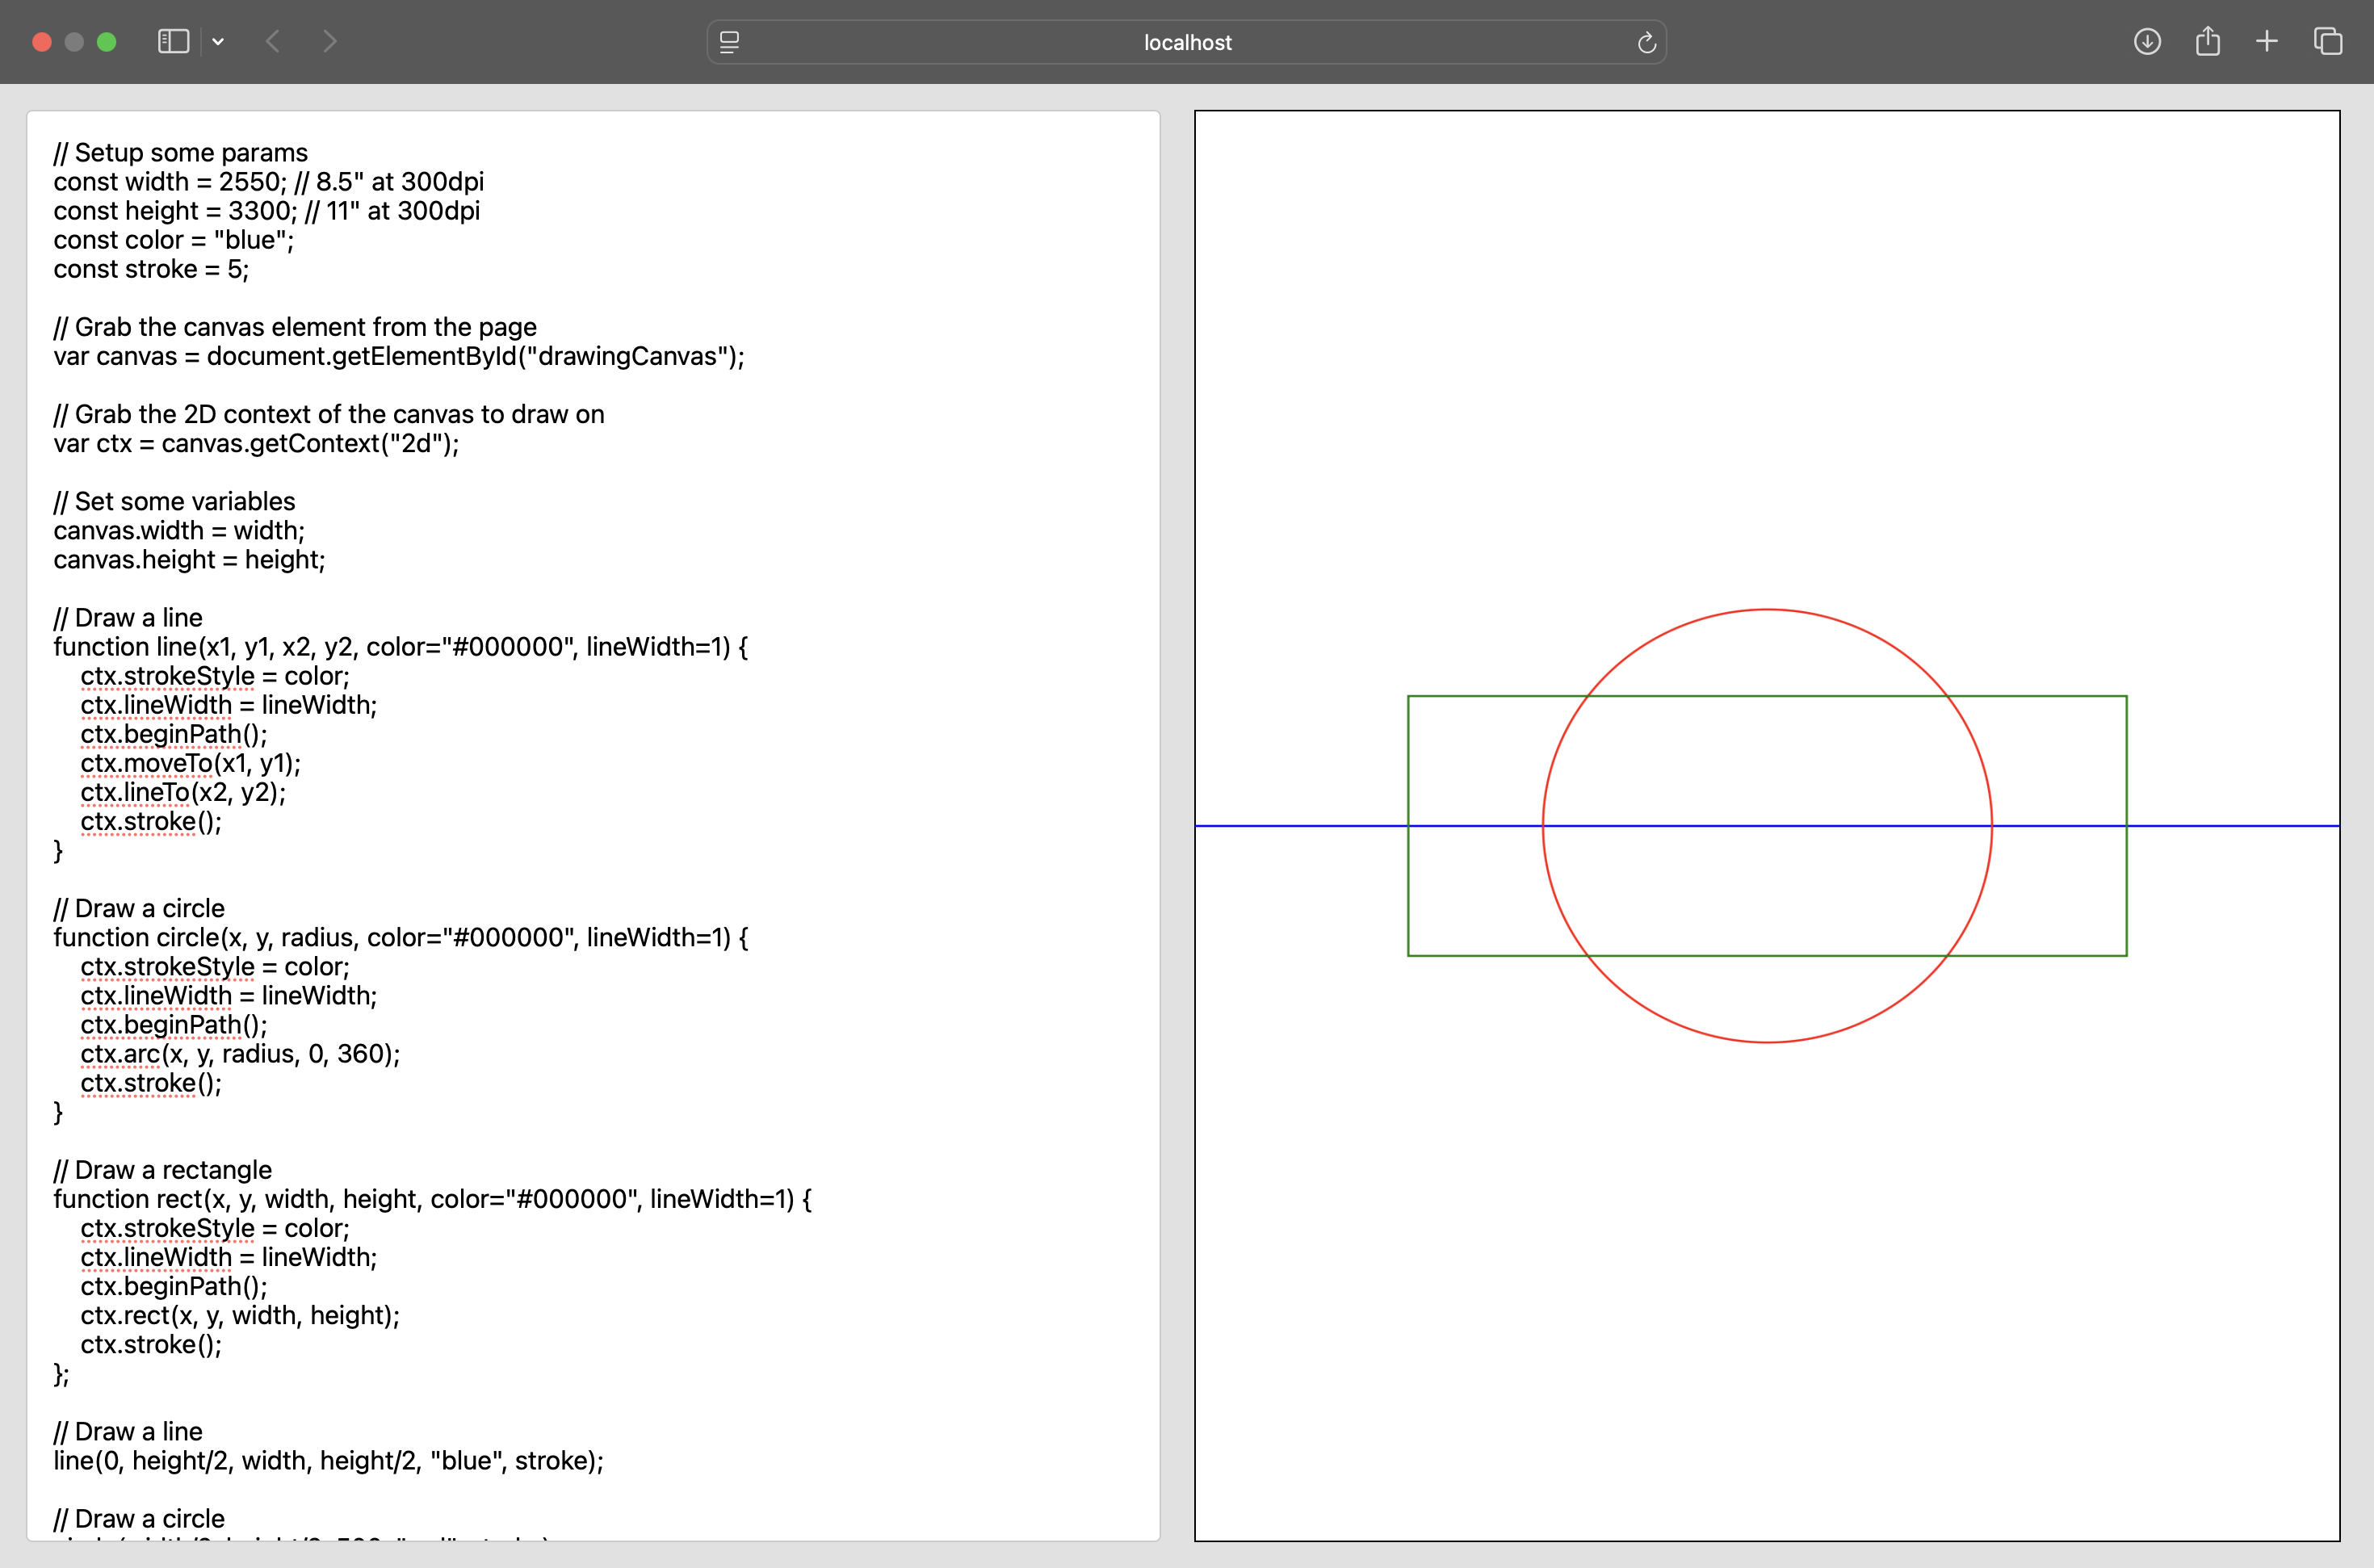 localhost
// Setup some params
const width = 2550; // 8.5" at 300dpi
const height = 3300; // 11" at 300dpi
const color = "blue";
const stroke = 5;
// Grab the canvas element from the page
var canvas = document.getElementById("drawingCanvas");
// Grab the 2D context of the canvas to draw on
var ctx = canvas.getContext("2d");
// Set some variables
canvas.width = width;
canvas.height = height;
// Draw a line
function line(x1, y1, x2, y2, color="#000000", lineWidth=1) {
    ctx.strokeStyle = color;
    ctx.lineWidth = lineWidth;
    ctx.beginPath();
    ctx.moveTo(x1, y1);
    ctx.lineTo(x2, y2);
    ctx.stroke();
}
// Draw a circle
function circle(x, y, radius, color="#000000", lineWidth=1) {
    ctx.strokeStyle = color;
    ctx.lineWidth = lineWidth;
    ctx.beginPath();
    ctx.arc(x, y, radius, 0, 360);
    ctx.stroke();
}
// Draw a rectangle
function rect(x, y, width, height, color="#000000", lineWidth=1) {
    ctx.strokeStyle = color;
    ctx.lineWidth = lineWidth;
    ctx.beginPath();
    ctx.rect(x, y, width, height);
    ctx.stroke();
};
// Draw a line
line(0, height/2, width, height/2, "blue", stroke);
// Draw a circle